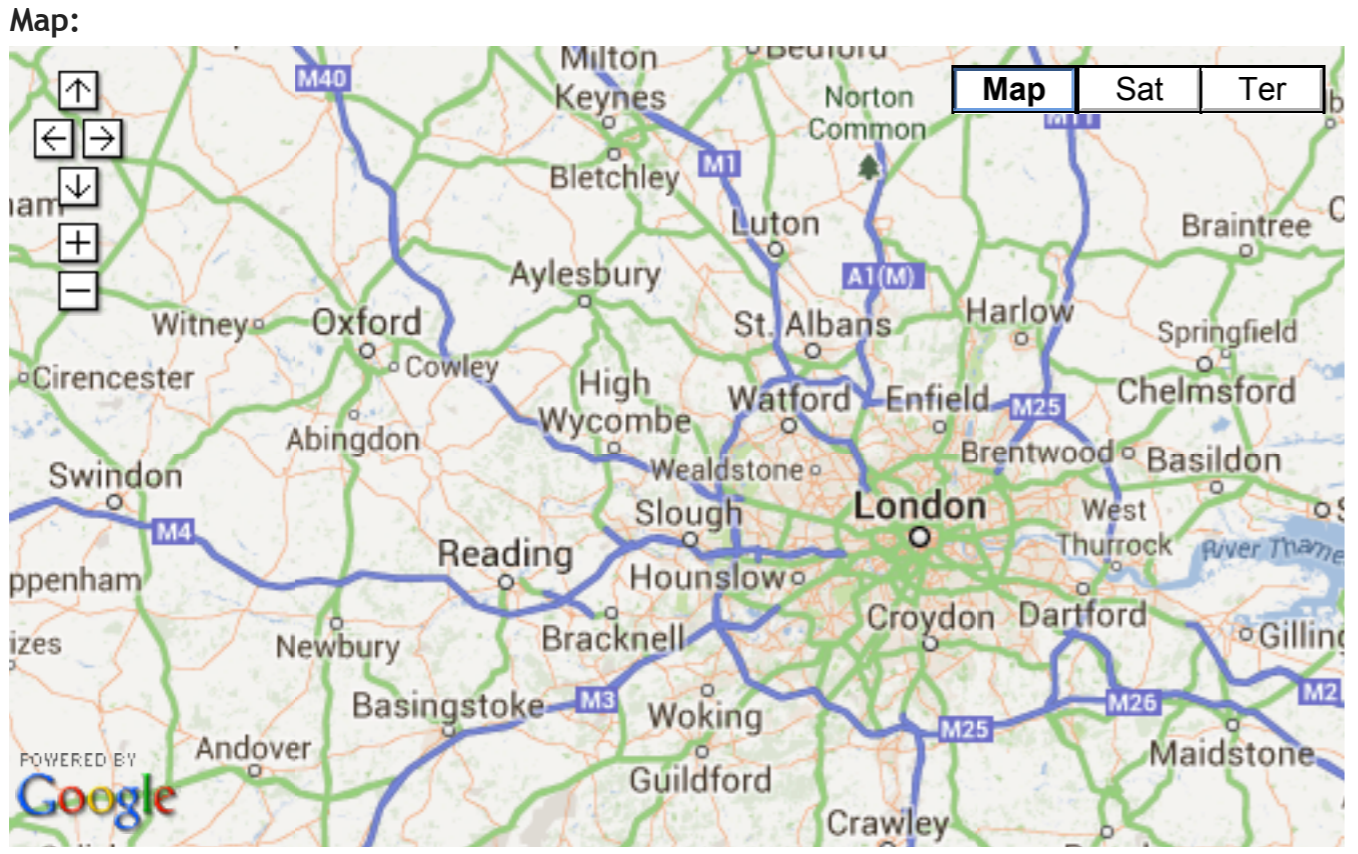 Map:
M40
Milton
Keynes
Bedford
Norton
Common
Map
Sat
Ter
M11
M1
Bletchley
Luton
Braintree
Aylesbury
A1(M)
Witney
Oxford
St. Albans
Harlow
Springfield
Cowley
Cirencester
High
Wycombe
Watford
Enfield
M25
Chelmsford
Abingdon
Wealdstone
Brentwood
Basildon
Swindon
M4
Slough
London
West
Thurrock
River Thame
Reading
ppenham
Hounslow
Bracknell
Croydon
Dartford
izes
Newbury
Gilling
Basingstoke
M3
Woking
M25
M26
M2
Andover
Guildford
Maidstone
POWERED BY
Google
Crawley